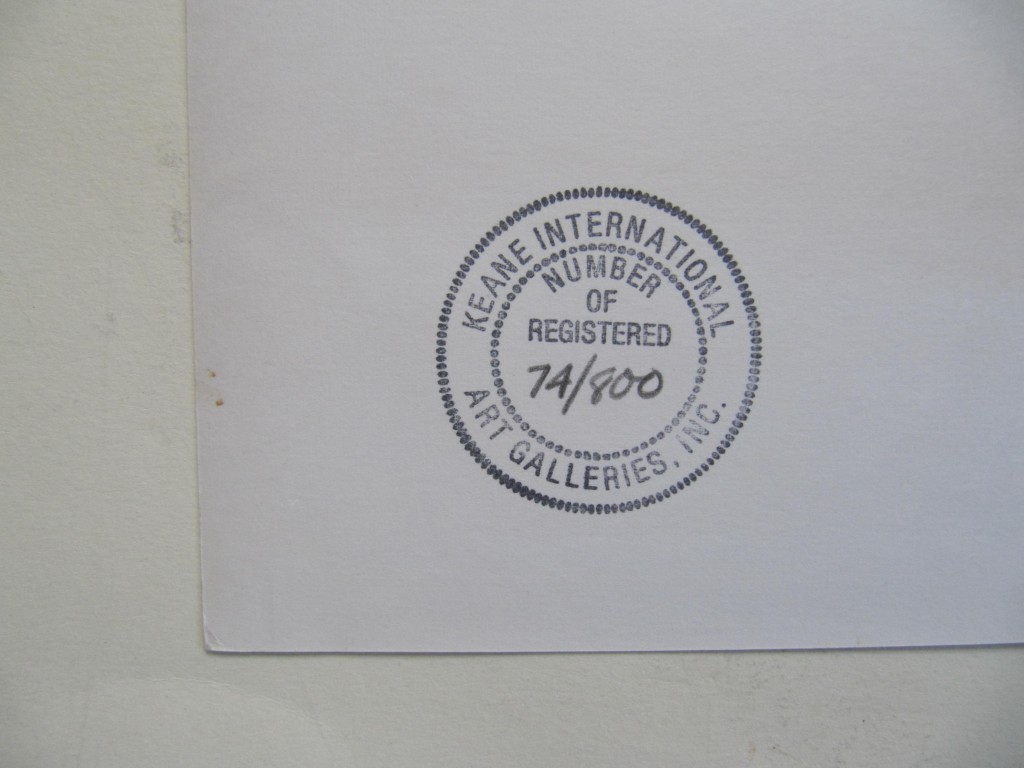 KEANE INTERNATIONAL
NUMBER
OF
REGISTERED
74/800
ART GALLERIES, INC.